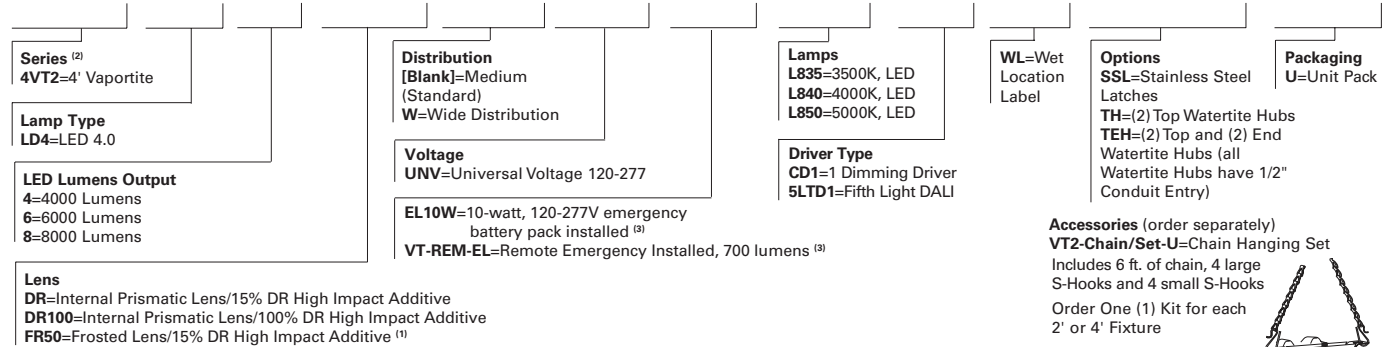 Series (2)
4VT2=4' Vaportite
Lamp Type
LD4=LED 4.0
LED Lumens Output
4=4000 Lumens
6=6000 Lumens
8=8000 Lumens
Lens
DR=Internal Prismatic Lens/15% DR High Impact Additive
DR100=Internal Prismatic Lens/100% DR High Impact Additive
FR50=Frosted Lens/15% DR High Impact Additive (1)
Distribution
[Blank]=Medium
(Standard)
W=Wide Distribution
Voltage
UNV=Universal Voltage 120-277
EL10W=10-watt, 120-277V emergency
battery pack installed (3)
VT-REM-EL=Remote Emergency Installed, 700 lumens (3)
Lamps
L835=3500K, LED
L840=4000K, LED
L850=5000K, LED
Driver Type
CD1=1 Dimming Driver
5LTD1=Fifth Light DALI
WL=Wet
Location
Label
Options
SSL=Stainless Steel
Latches
TH=(2) Top Watertite Hubs
TEH=(2) Top and (2) End
Watertite Hubs (all
Watertite Hubs have 1/2"
Conduit Entry)
Packaging
U=Unit Pack
Accessories (order separately)
VT2-Chain/Set-U=Chain Hanging Set
Includes 6 ft. of chain, 4 large
S-Hooks and 4 small S-Hooks
Order One (1) Kit for each
2' or 4' Fixture